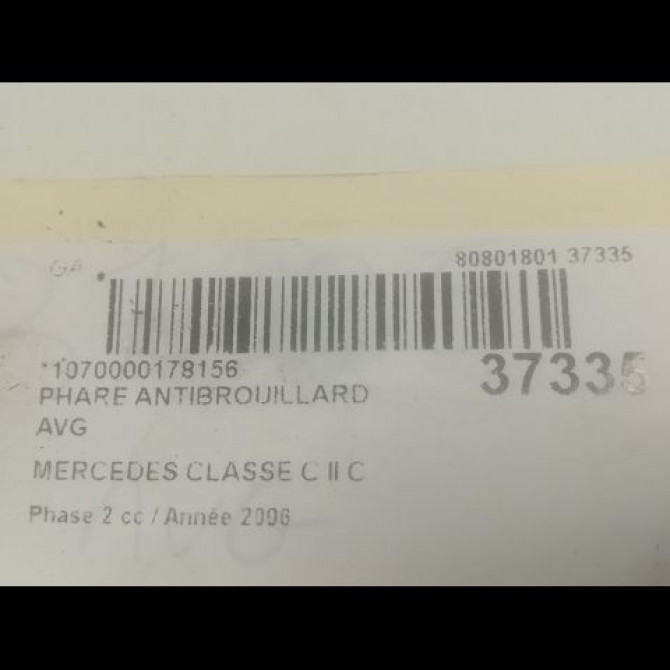 80801801 37335
*1070000178156
37335
PHARE ANTIBROUILLARD
AVG
MERCEDES CLASSE C II C
Phase 2 cc / Année 2006